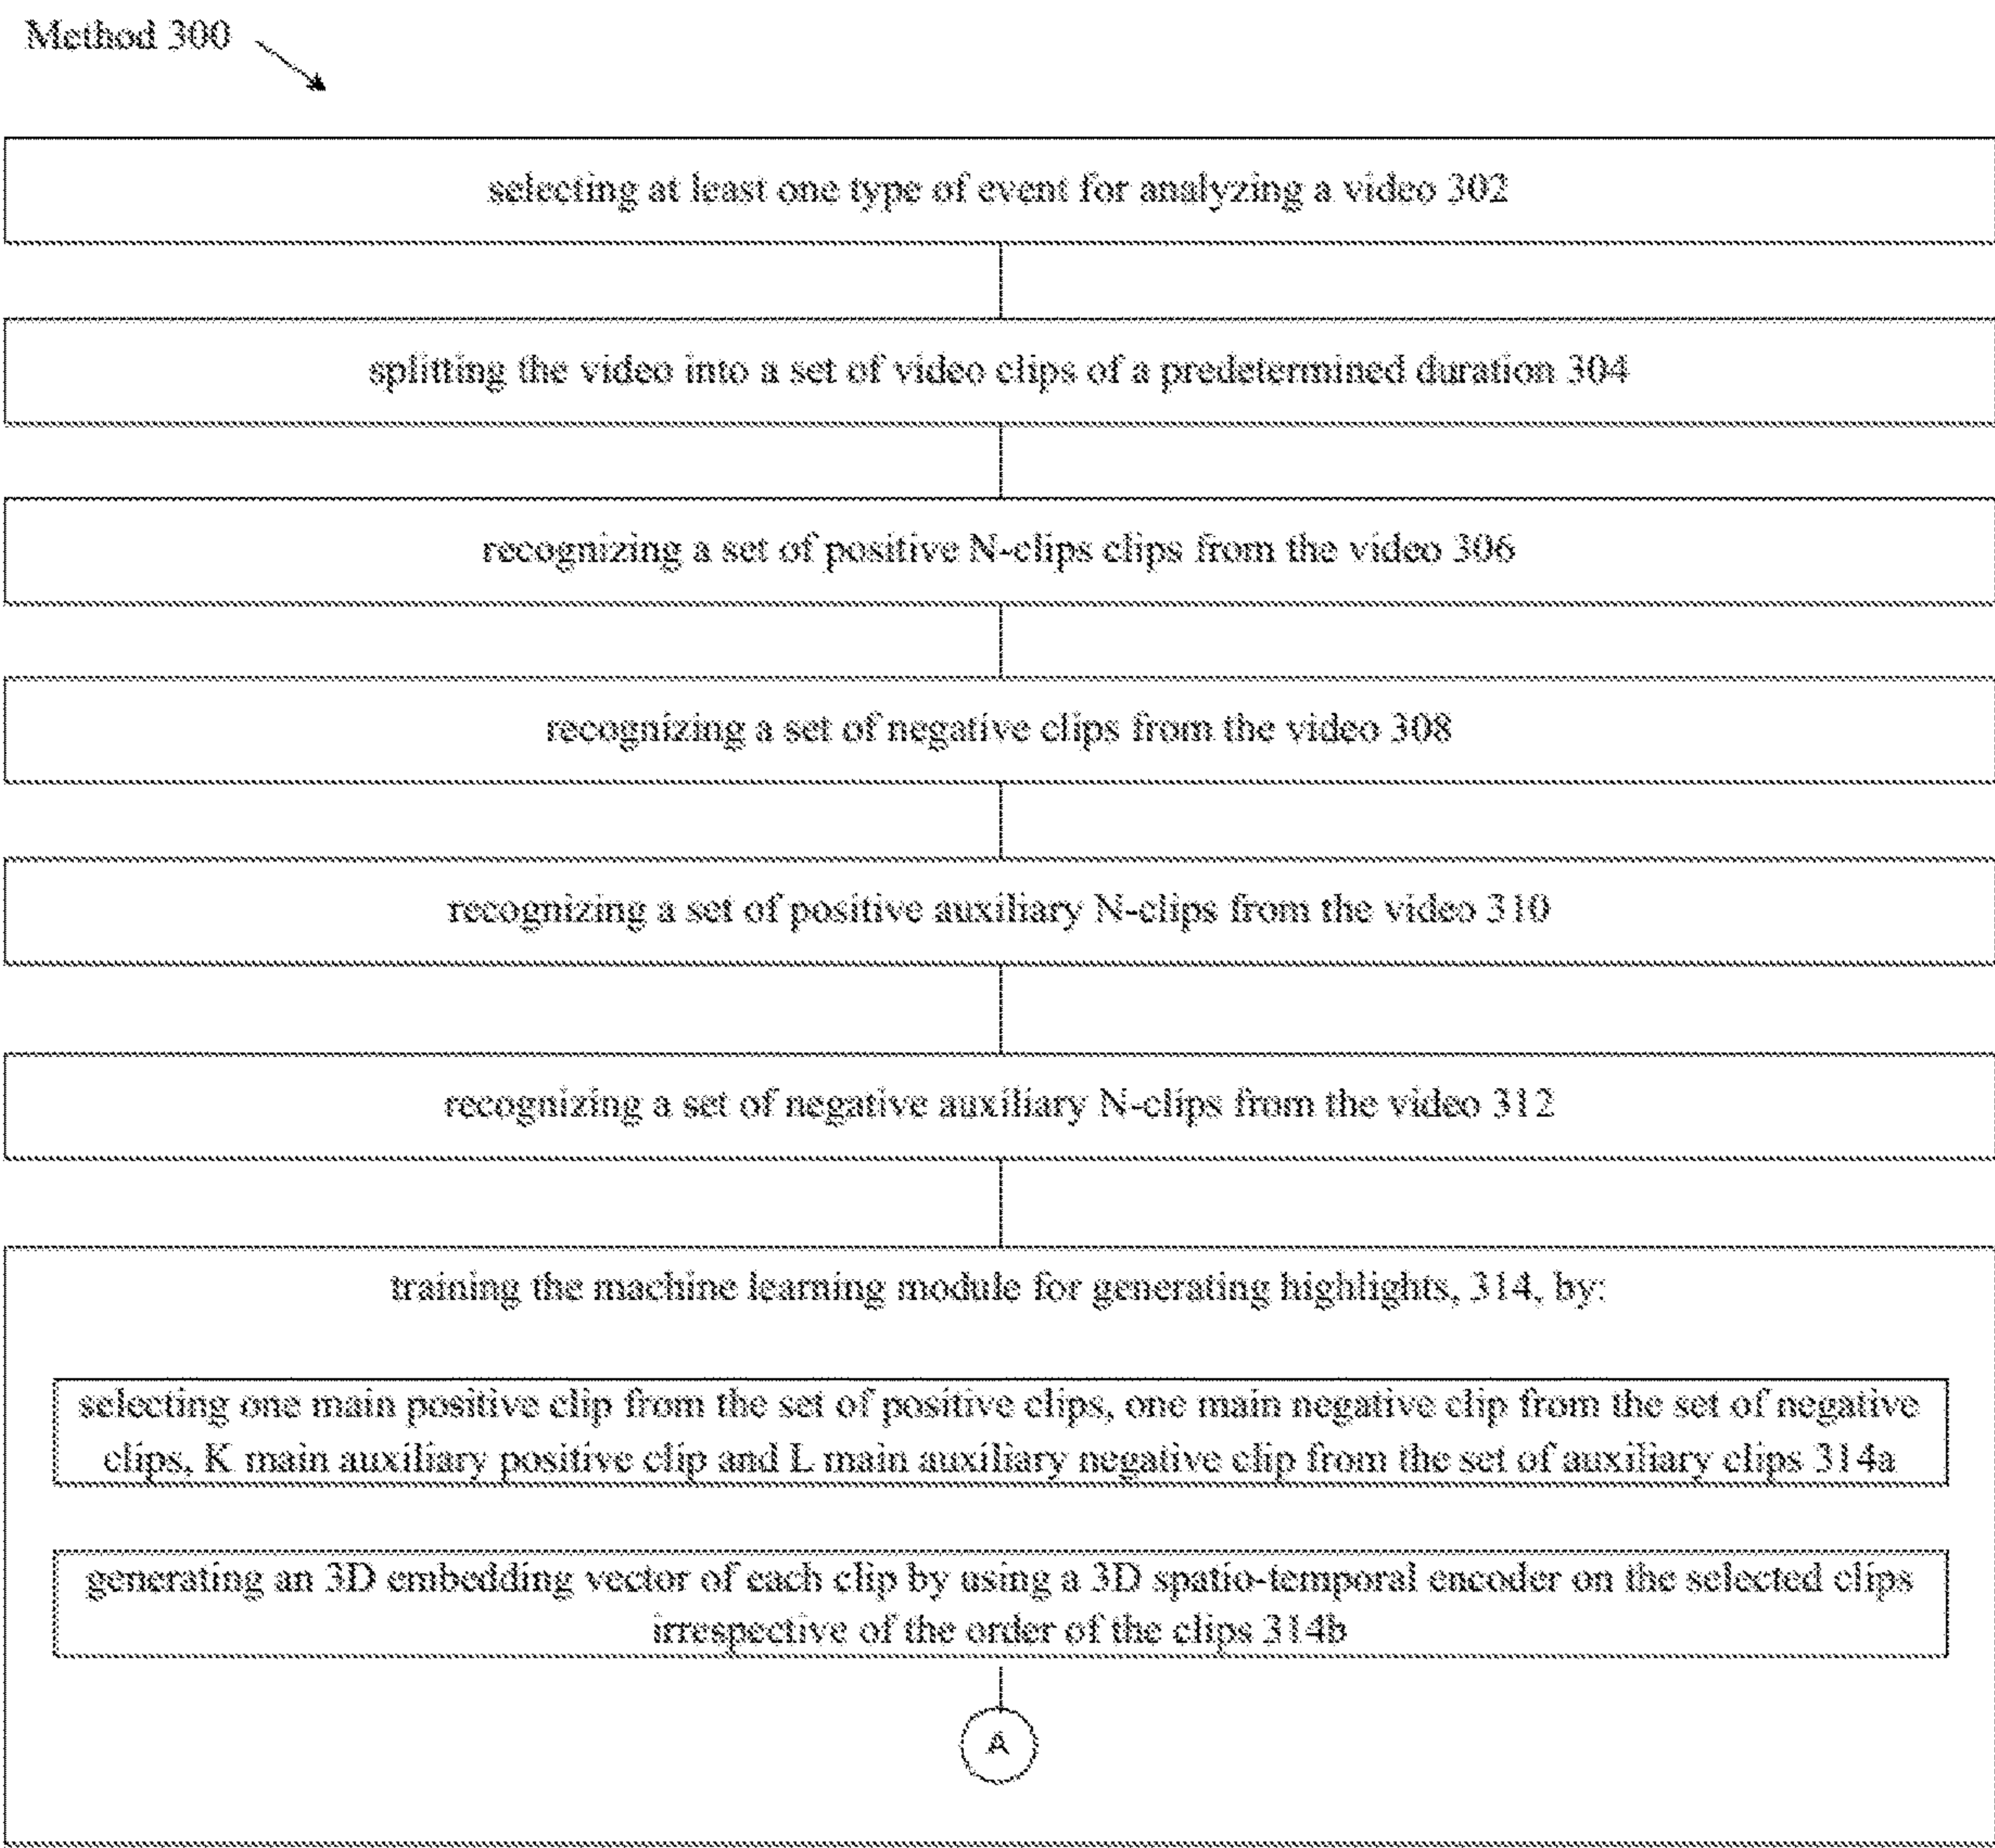 Method 300
selecting at least one type of event for analyzing a video 302
splitting the video into a set of video clips of a predetermined duration 304
recognizing a set of positive N-clips clips from the video 306
recognizing a set of negative clips from the video 308
recognizing a set of positive auxiliary N-clips from the video 310
recognizing a set of negative auxiliary N-clips from the video 312
training the machine learning module for generating highlights, 314, by:
selecting one main positive clip from the set of positive clips, one main negative clip from the set of negative
clips, K main auxiliary positive clip and L main auxiliary negative clip from the set of auxiliary clips 314a
generating an 3D embedding vector of each clip by using a 3D spatio-temporal encoder on the selected clips
irrespective of the order of the clips 314b
A